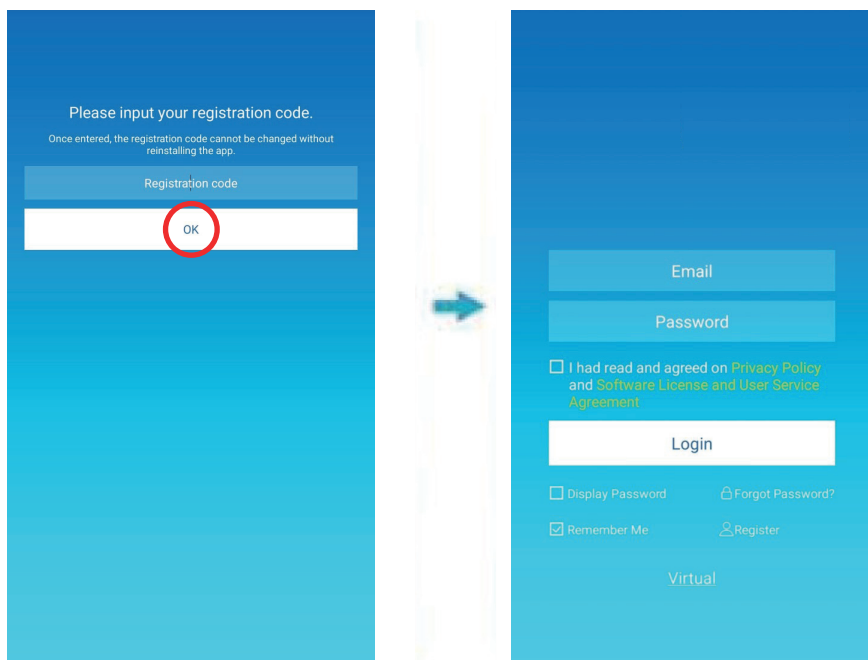 Please input your registration code.
Once entered, the registration code cannot be changed without
reinstalling the app.
Registration code
OK
Email
Password
I had read and agreed on Privacy Policy
and Software License and User Service
Agreement
Login
Display Password
Forgot Password?
Remember Me
Register
Virtual